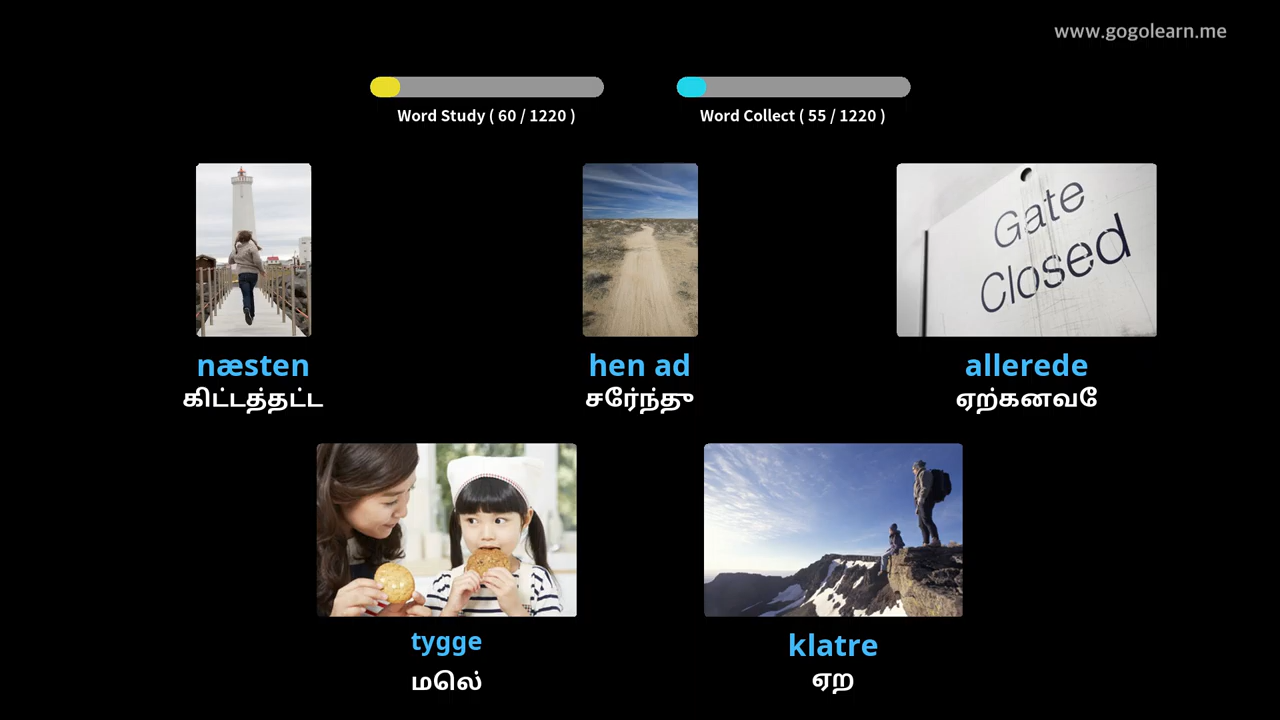 www.gogolearn.me
Word Study ( 60 / 1220 )
Word Collect ( 55 / 1220 )
Gate
Closed
næsten
கிட்டத்தட்ட
hen ad
சேர்ந்து
allerede
ஏற்கனவே
tygge
மெல்
klatre
ஏற